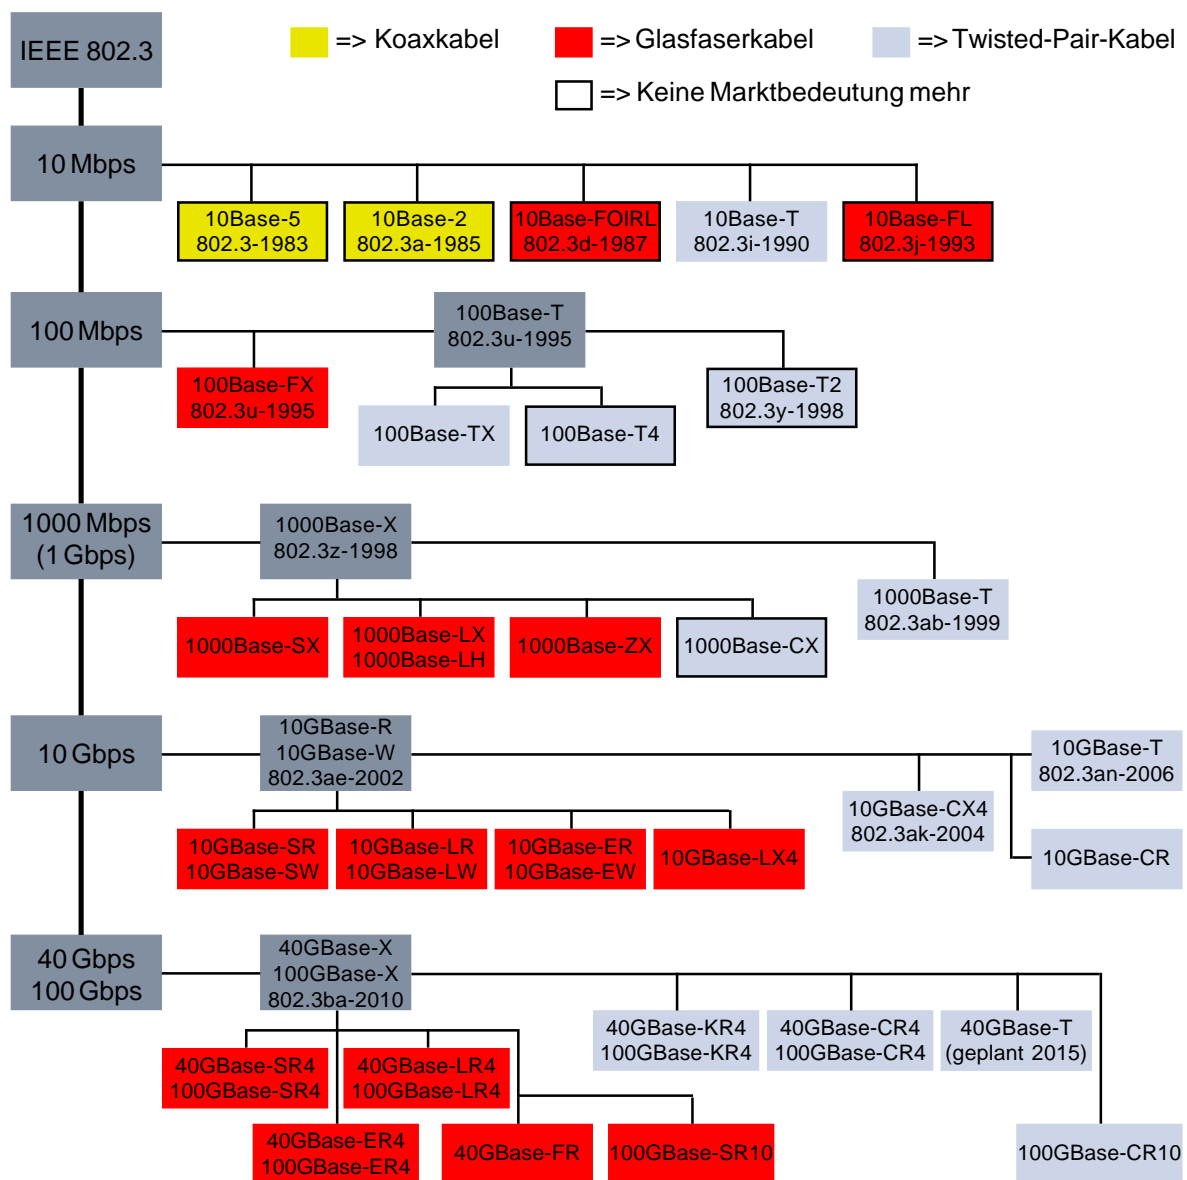 IEEE 802.3
=> Koaxkabel
=> Glasfaserkabel
=> Twisted-Pair-Kabel
=> Keine Marktbedeutung mehr
10 Mbps
10Base-5
802.3-1983
10Base-2
802.3a-1985
10Base-FOIRL
802.3d-1987
10Base-T
802.3i-1990
10Base-FL
802.3j-1993
100 Mbps
100Base-T
802.3u-1995
100Base-FX
802.3u-1995
100Base-TX
100Base-T4
100Base-T2
802.3y-1998
1000 Mbps
(1 Gbps)
1000Base-X
802.3z-1998
1000Base-T
802.3ab-1999
1000Base-SX
1000Base-LX
1000Base-LH
1000Base-ZX
1000Base-CX
10 Gbps
10GBase-R
10GBase-W
802.3ae-2002
10GBase-T
802.3an-2006
10GBase-CX4
802.3ak-2004
10GBase-CR
10GBase-SR
10GBase-SW
10GBase-LR
10GBase-LW
10GBase-ER
10GBase-EW
10GBase-LX4
40 Gbps
100 Gbps
40GBase-X
100GBase-X
802.3ba-2010
40GBase-KR4
100GBase-KR4
40GBase-CR4
100GBase-CR4
40GBase-T
(geplant 2015)
40GBase-SR4
100GBase-SR4
40GBase-LR4
100GBase-LR4
40GBase-ER4
100GBase-ER4
40GBase-FR
100GBase-SR10
100GBase-CR10